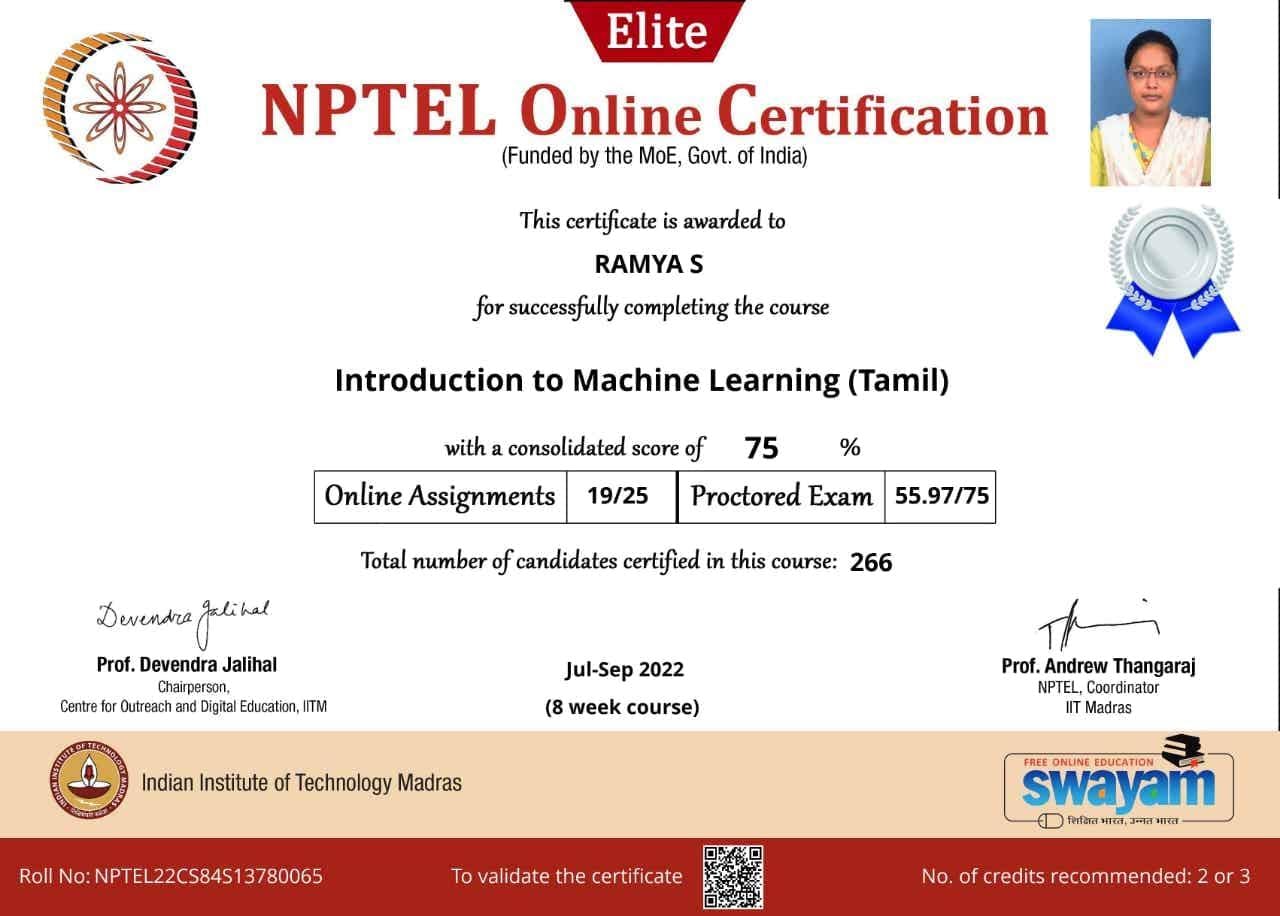 Elite
NPTEL Online Certification
(Funded by the MoE, Govt. of India)
This certificate is awarded to
RAMYA S
for successfully completing the course
Introduction to Machine Learning (Tamil)
with a consolidated score of 75 %
Online Assignments 19/25 Proctored Exam 55.97/75
Total number of candidates certified in this course: 266
Devendra Jalihal
Prof. Devendra Jalihal
Chairperson,
Centre for Outreach and Digital Education, IITM
Jul-Sep 2022
(8 week course)
Prof. Andrew Thangaraj
NPTEL, Coordinator
IIT Madras
INDIAN INSTITUTE OF TECHNOLOGY MADRAS
Indian Institute of Technology Madras
FREE ONLINE EDUCATION
swayam
शिक्षित भारत, उन्नत भारत
Roll No: NPTEL22CS84S13780065
To validate the certificate
No. of credits recommended: 2 or 3